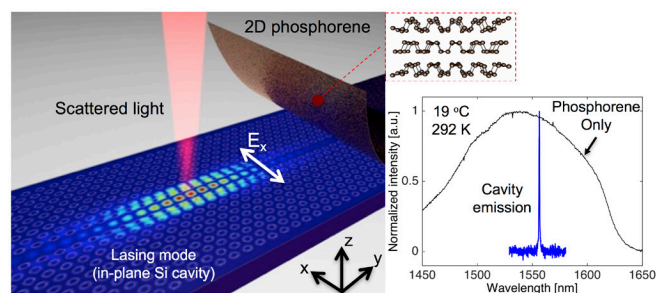 2D phosphorene
Scattered light
Eₓ
Lasing mode
(in-plane Si cavity)
z
x
y
Normalized intensity [a.u.]
1
0.5
0
19 °C
292 K
Phosphorene
Only
Cavity
emission
1450 1500 1550 1600 1650
Wavelength [nm]